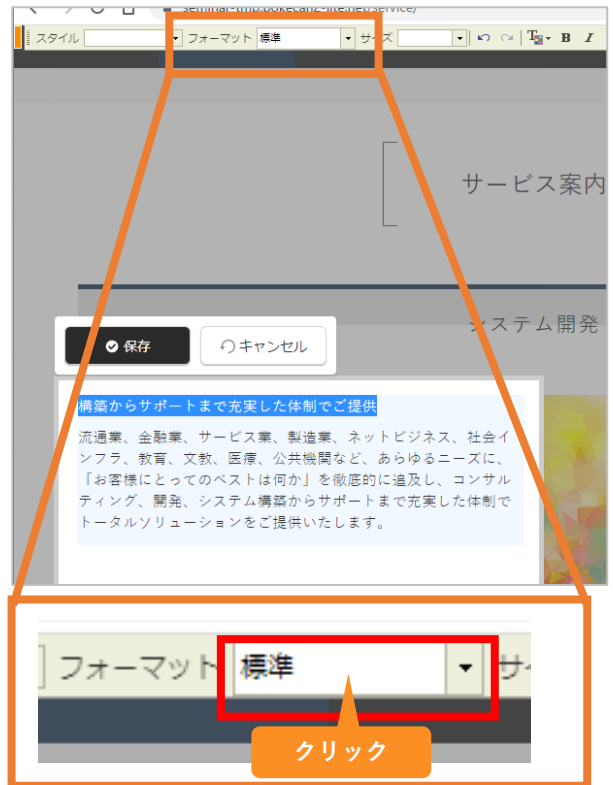 seminar-tmp.pokecan2-lite.net/service/
スタイル フォーマット 標準 サイズ B I
サービス案内
システム開発
保存 キャンセル
構築からサポートまで充実した体制でご提供
流通業、金融業、サービス業、製造業、ネットビジネス、社会イ
ンフラ、教育、文教、医療、公共機関など、あらゆるニーズに、
「お客様にとってのベストは何か」を徹底的に追及し、コンサル
ティング、開発、システム構築からサポートまで充実した体制で
トータルソリューションをご提供いたします。
フォーマット 標準 サ
クリック